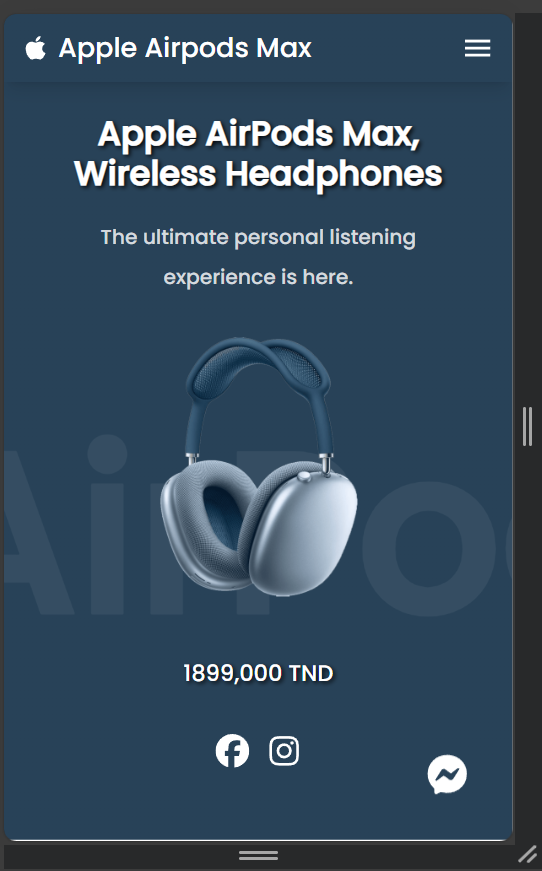 Apple Airpods Max
Apple AirPods Max,
Wireless Headphones
The ultimate personal listening
experience is here.
AirPo
1899,000 TND